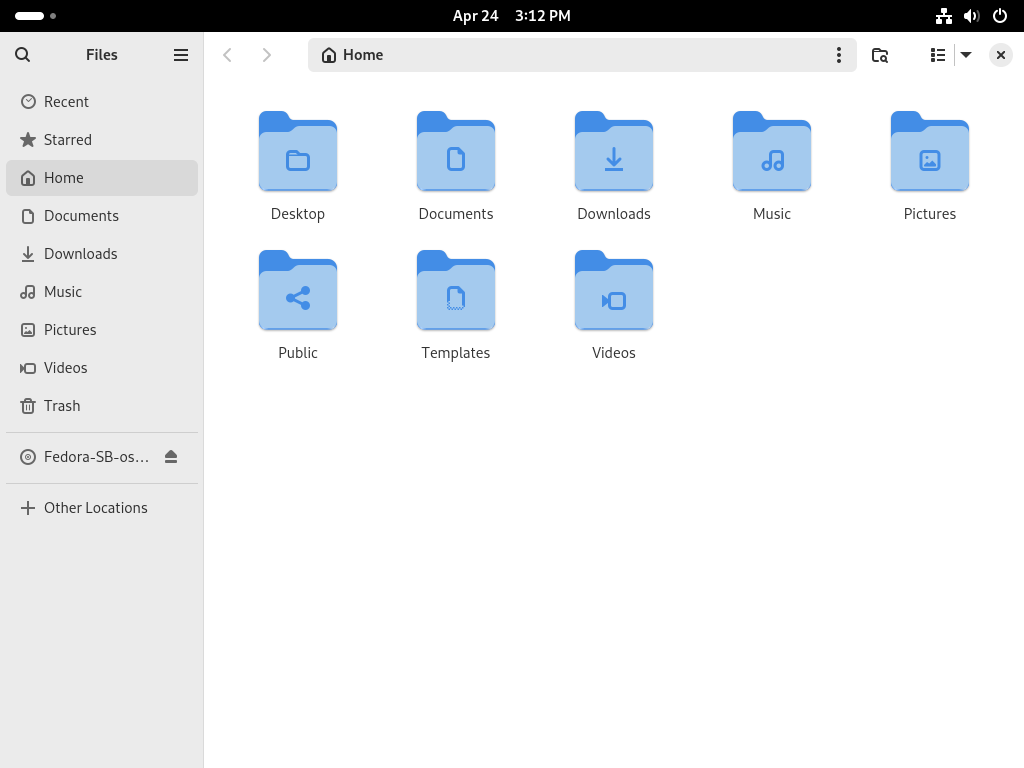 Apr 24 3:12 PM
Files
Home
Recent
Starred
Home
Documents
Downloads
Music
Pictures
Videos
Trash
Fedora-SB-os…
Other Locations
Desktop Documents Downloads Music Pictures
Public Templates Videos